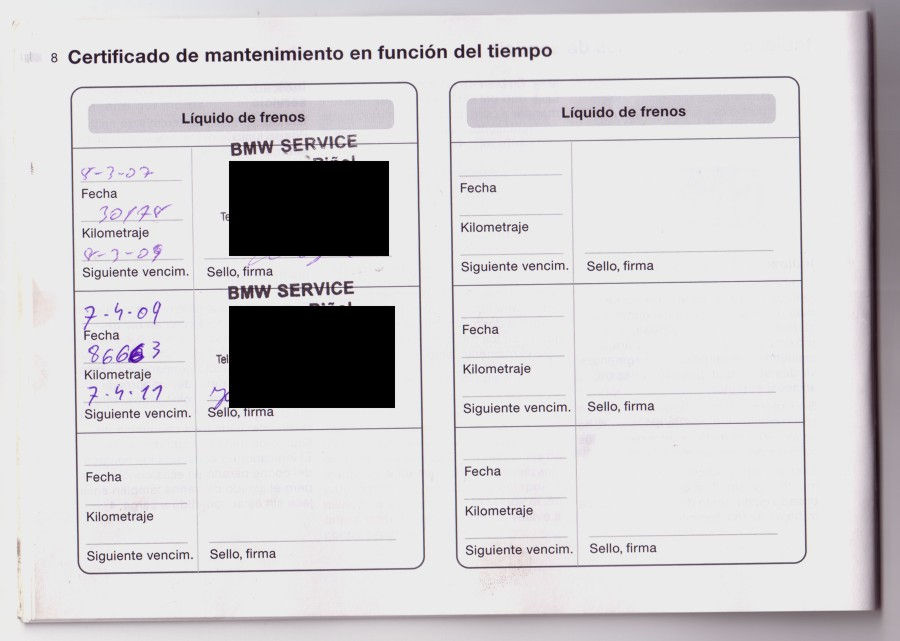 8 Certificado de mantenimiento en función del tiempo
Líquido de frenos
BMW SERVICE
8-3-07
Fecha
30178
Kilometraje
8-3-09
Siguiente vencim.
Sello, firma
BMW SERVICE
7-4-09
Fecha
86663
Kilometraje
7-4-11
Siguiente vencim.
Sello, firma
Fecha
Kilometraje
Siguiente vencim.
Sello, firma
Líquido de frenos
Fecha
Kilometraje
Siguiente vencim.
Sello, firma
Fecha
Kilometraje
Siguiente vencim.
Sello, firma
Fecha
Kilometraje
Siguiente vencim.
Sello, firma